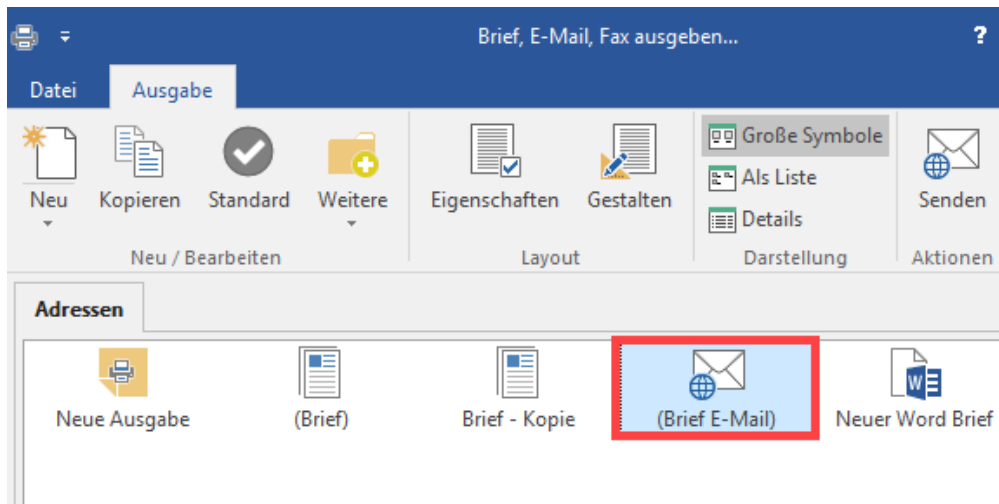 Brief, E-Mail, Fax ausgeben...
?
Datei
Ausgabe
Neu
Kopieren
Standard
Weitere
Neu / Bearbeiten
Eigenschaften
Gestalten
Layout
Große Symbole
Als Liste
Details
Darstellung
Senden
Aktionen
Adressen
Neue Ausgabe
(Brief)
Brief - Kopie
(Brief E-Mail)
W
Neuer Word Brief